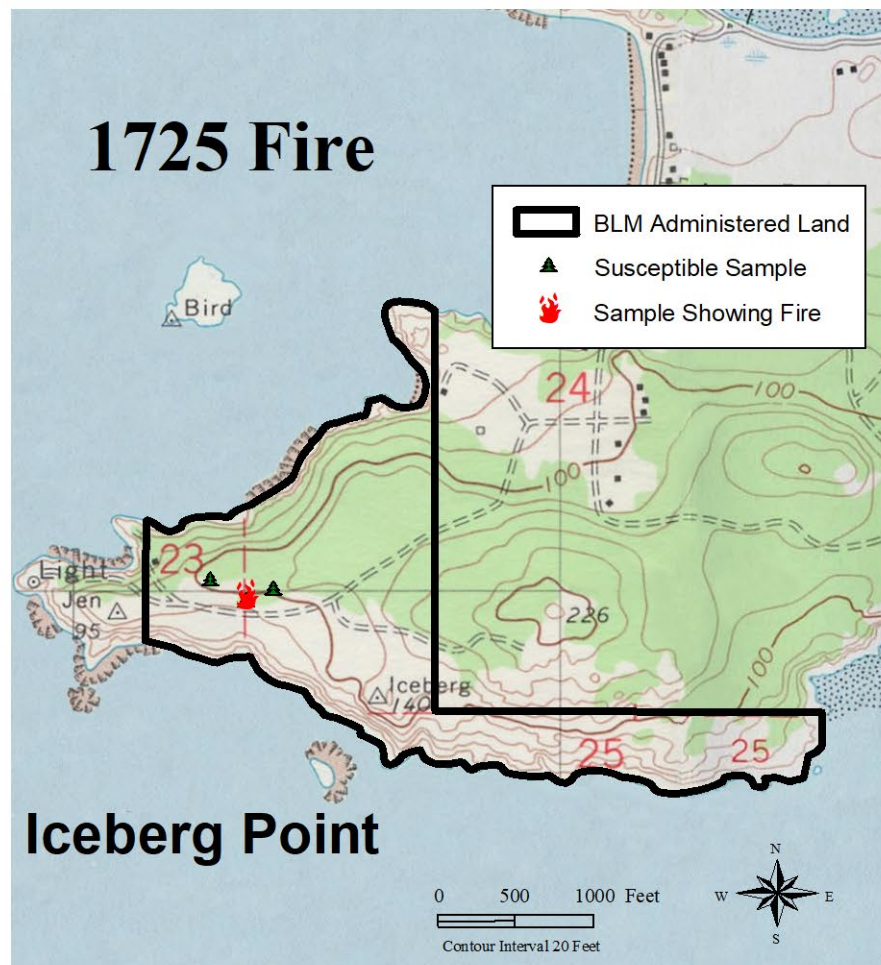 1725 Fire
BLM Administered Land
Susceptible Sample
Sample Showing Fire
Bird
24
100
100
23
Light
Jen
95
226
100
Iceberg
140
25
25
Iceberg Point
0 500 1000 Feet
Contour Interval 20 Feet
N
W E
S